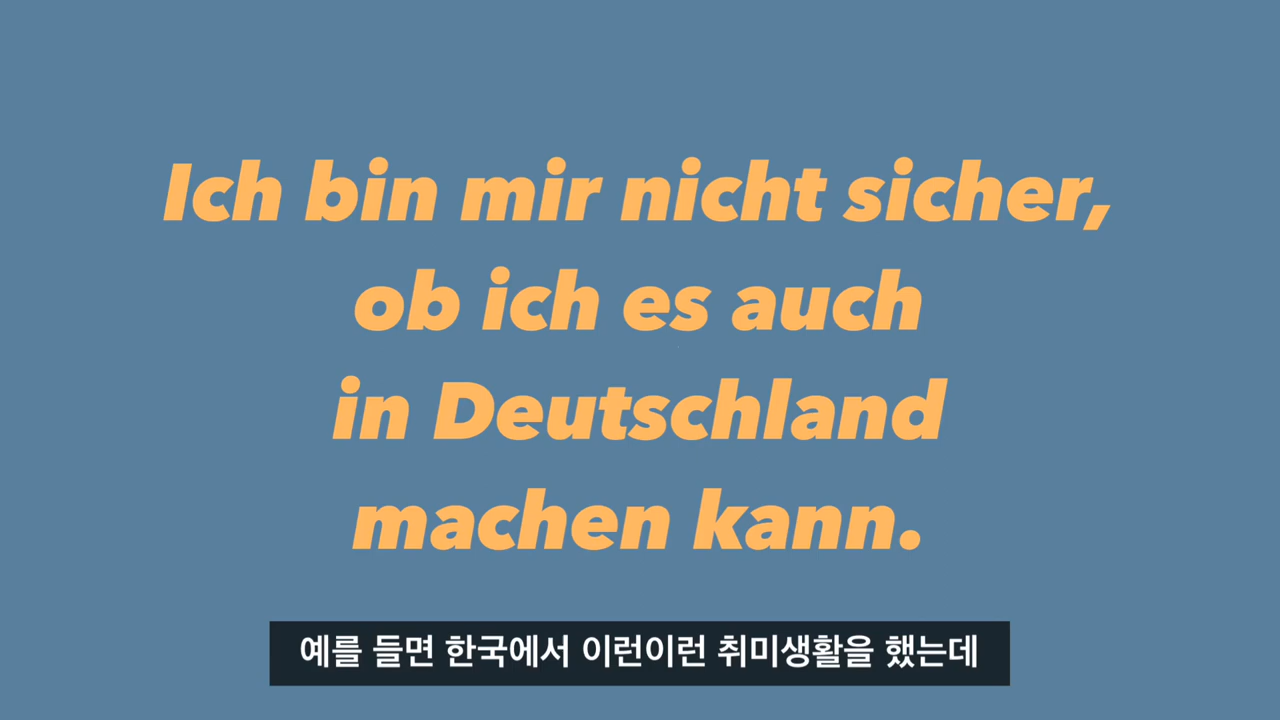 Ich bin mir nicht sicher,
ob ich es auch
in Deutschland
machen kann.
예를 들면 한국에서 이런이런 취미생활을 했는데